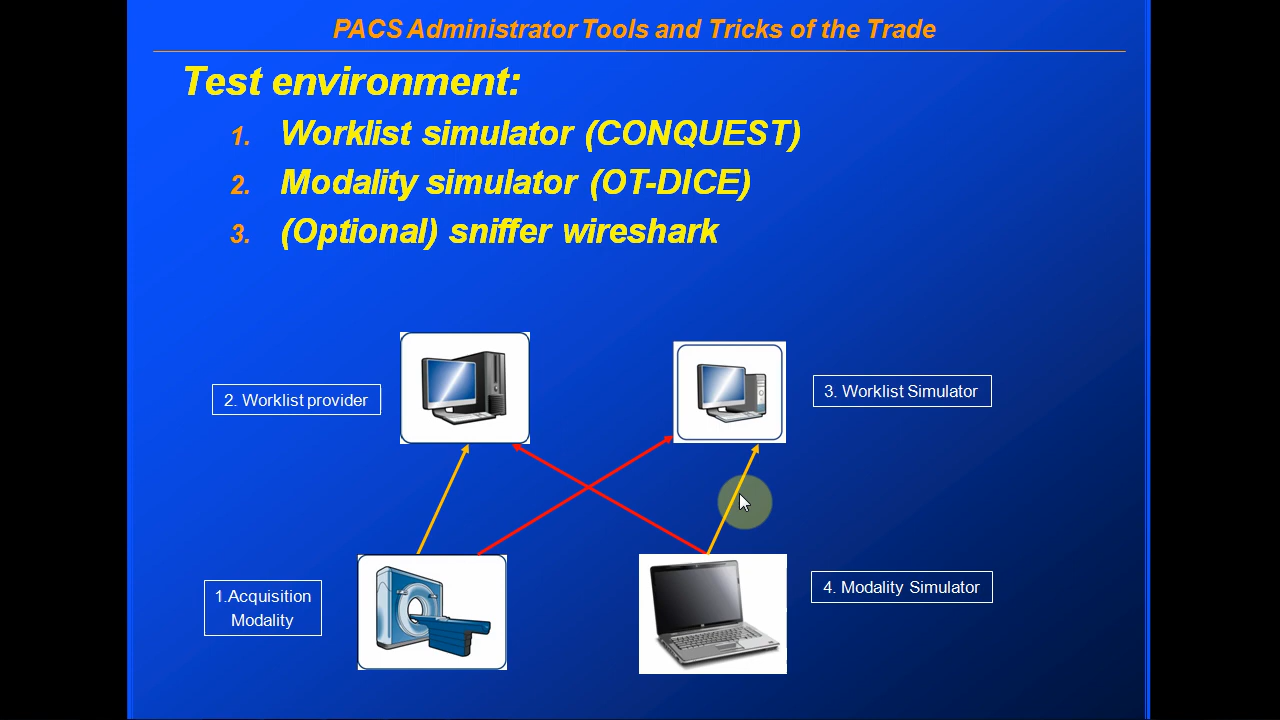 PACS Administrator Tools and Tricks of the Trade
Test environment:
1. Worklist simulator (CONQUEST)
2. Modality simulator (OT-DICE)
3. (Optional) sniffer wireshark
2. Worklist provider
3. Worklist Simulator
1.Acquisition
Modality
4. Modality Simulator